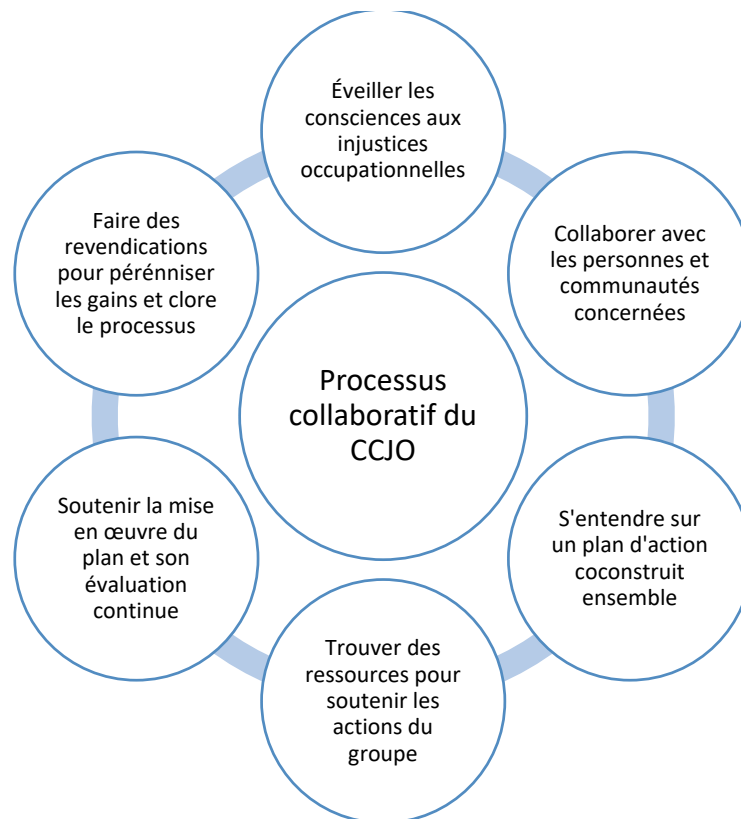 Éveiller les
consciences aux
injustices
occupationnelles
Collaborer avec
les personnes et
communautés
concernées
S'entendre sur
un plan d'action
coconstruit
ensemble
Trouver des
ressources pour
soutenir les
actions du
groupe
Soutenir la mise
en œuvre du
plan et son
évaluation
continue
Faire des
revendications
pour pérénniser
les gains et clore
le processus
Processus
collaboratif du
CCJO